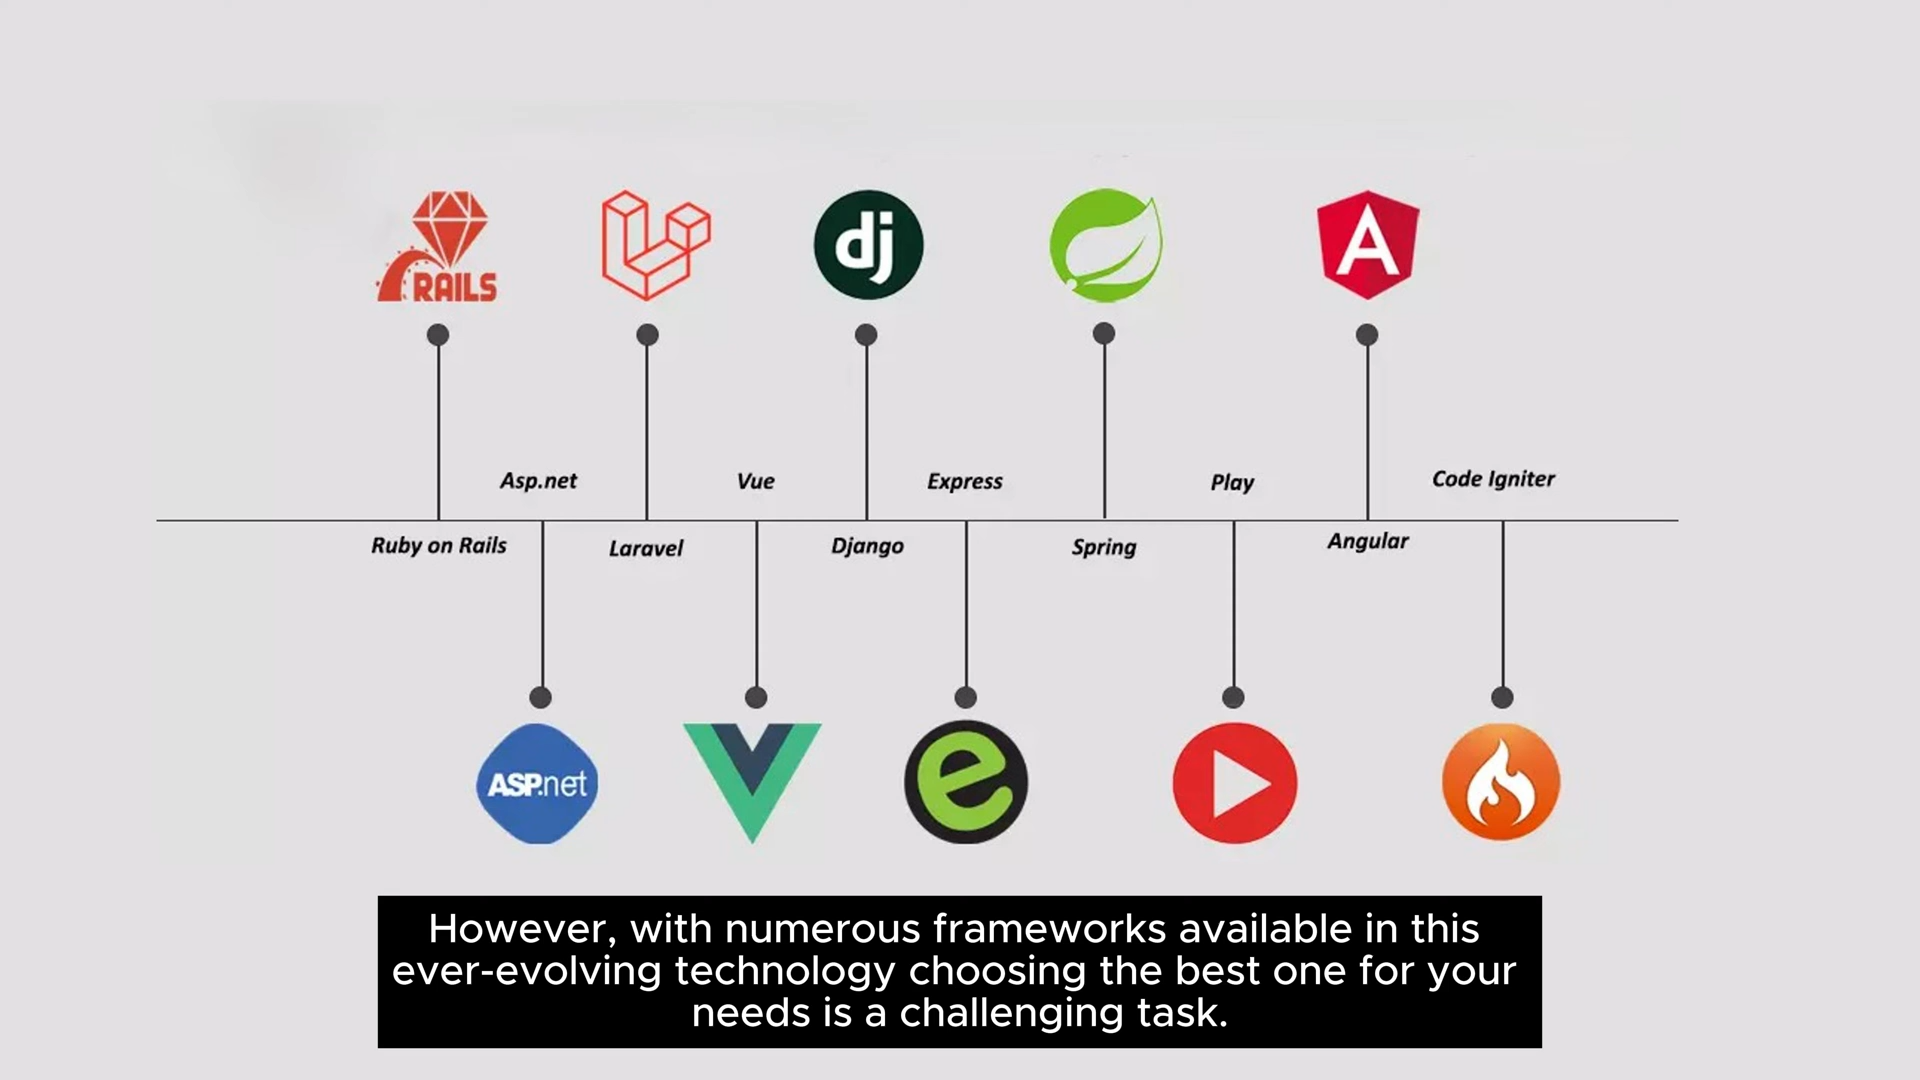 RAILS
dj
A
Asp.net
Vue
Express
Play
Code Igniter
Ruby on Rails
Laravel
Django
Spring
Angular
ASP.net
e
However, with numerous frameworks available in this
ever-evolving technology choosing the best one for your
needs is a challenging task.